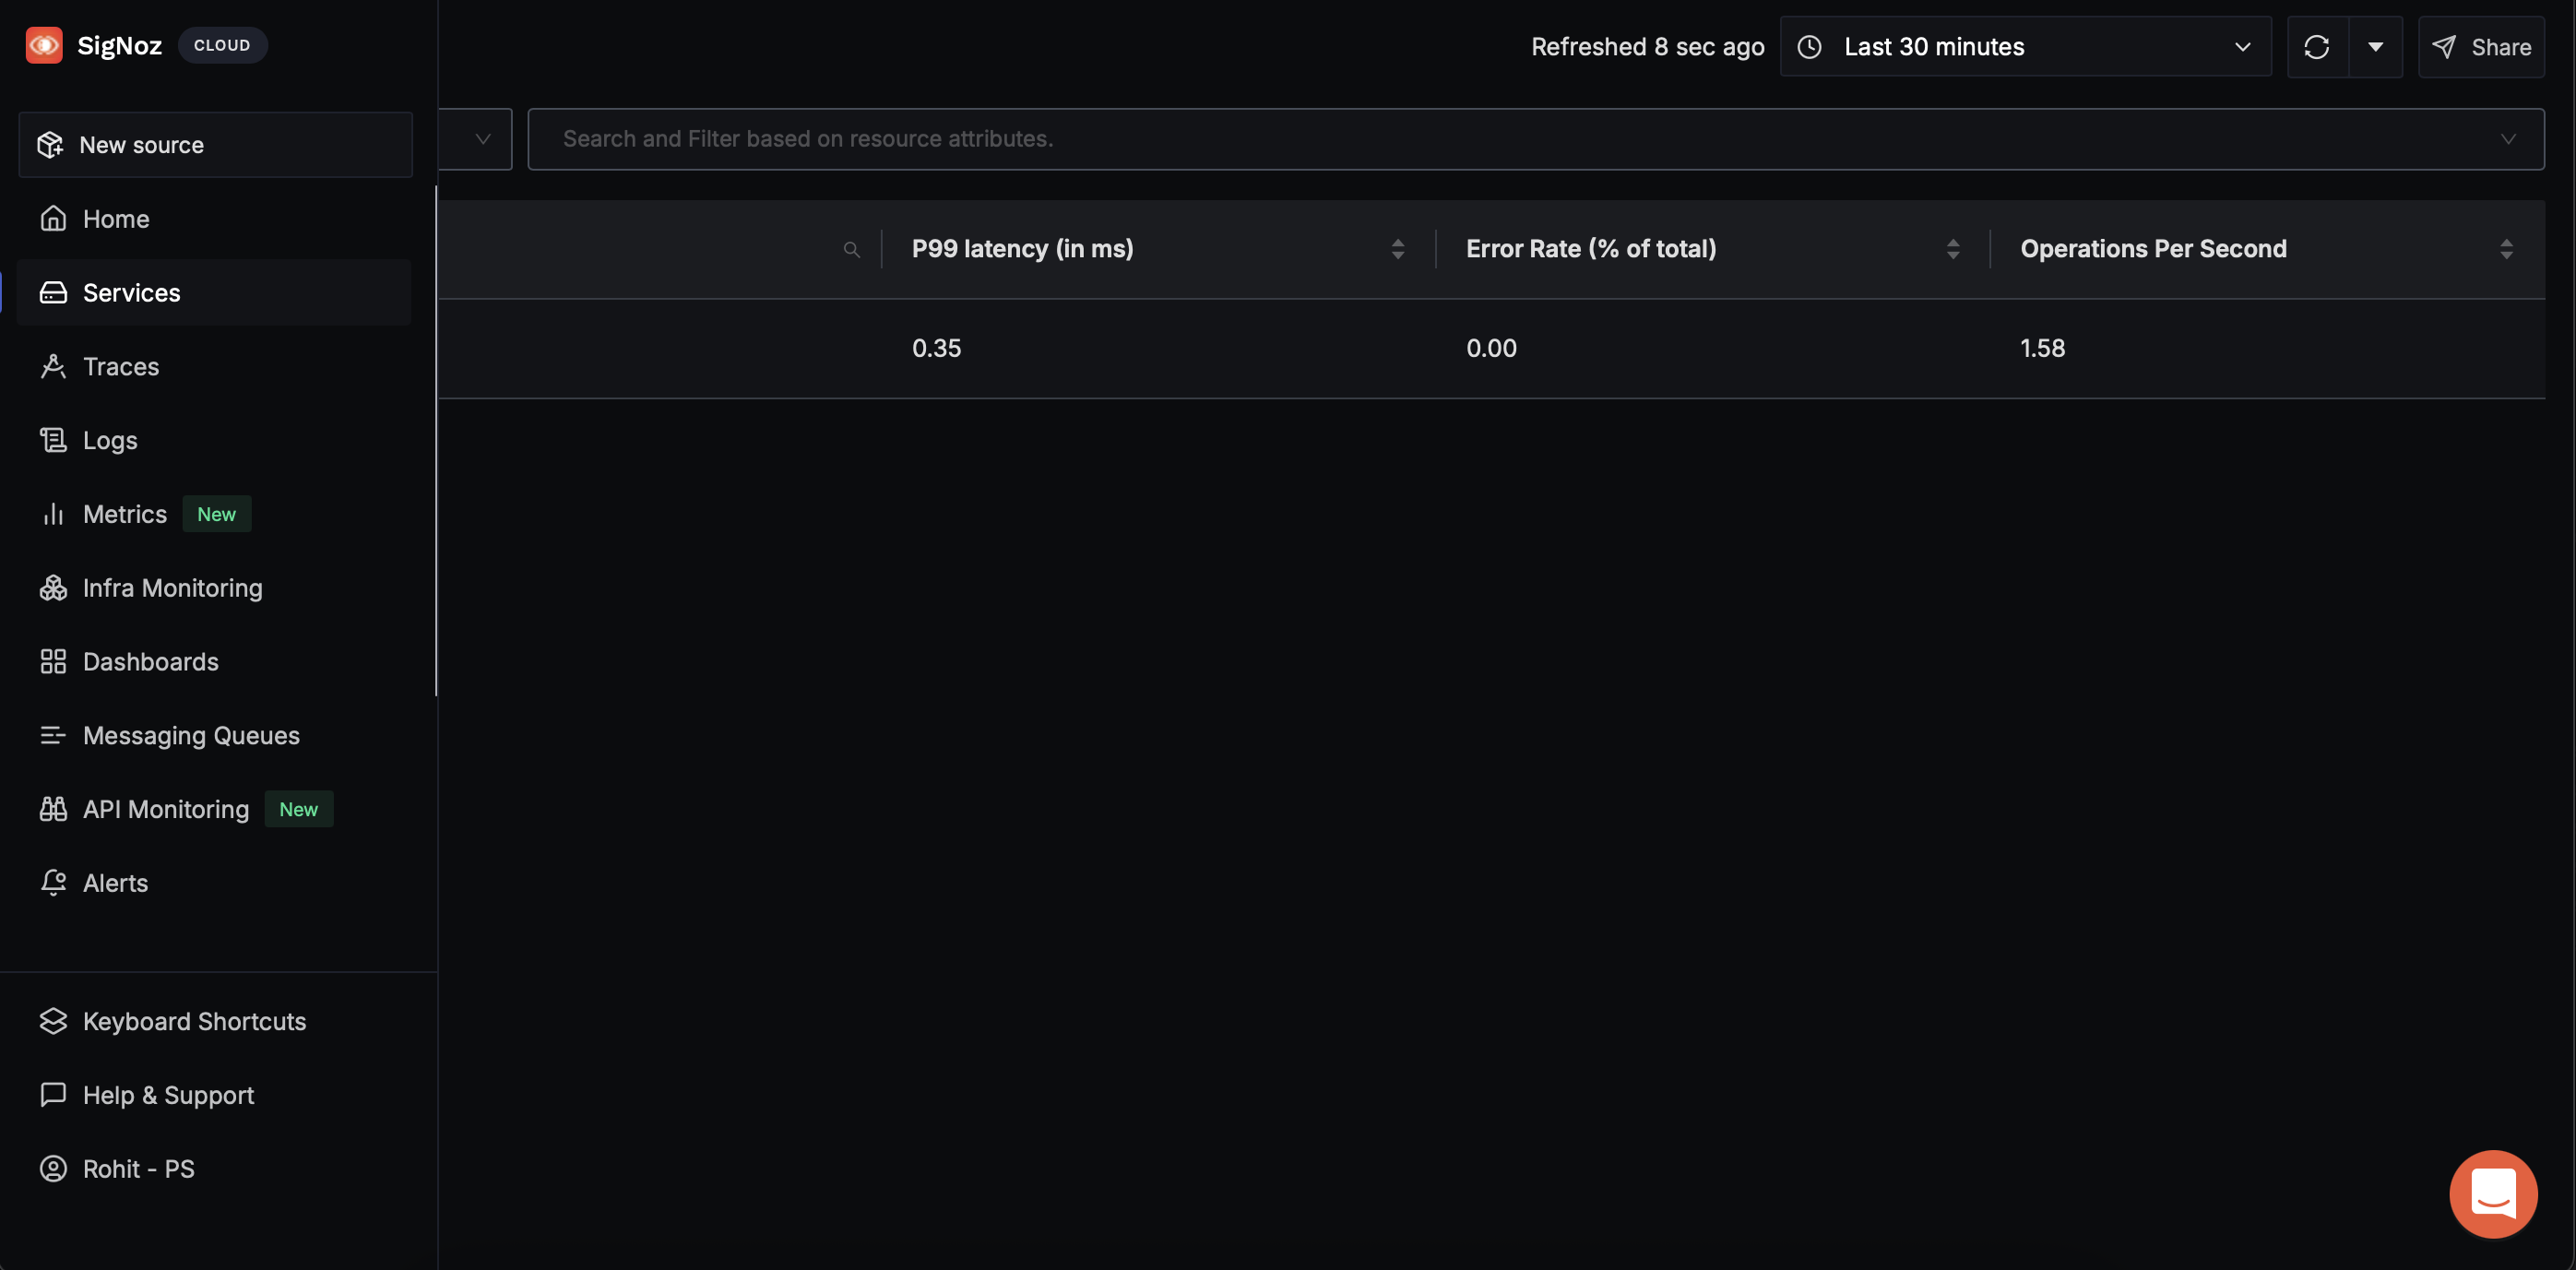 SigNoz CLOUD
Refreshed 8 sec ago
Last 30 minutes
Share
New source
Search and Filter based on resource attributes.
Home
Services
Traces
Logs
Metrics New
Infra Monitoring
Dashboards
Messaging Queues
API Monitoring New
Alerts
Keyboard Shortcuts
Help & Support
Rohit - PS
P99 latency (in ms) Error Rate (% of total) Operations Per Second
0.35 0.00 1.58